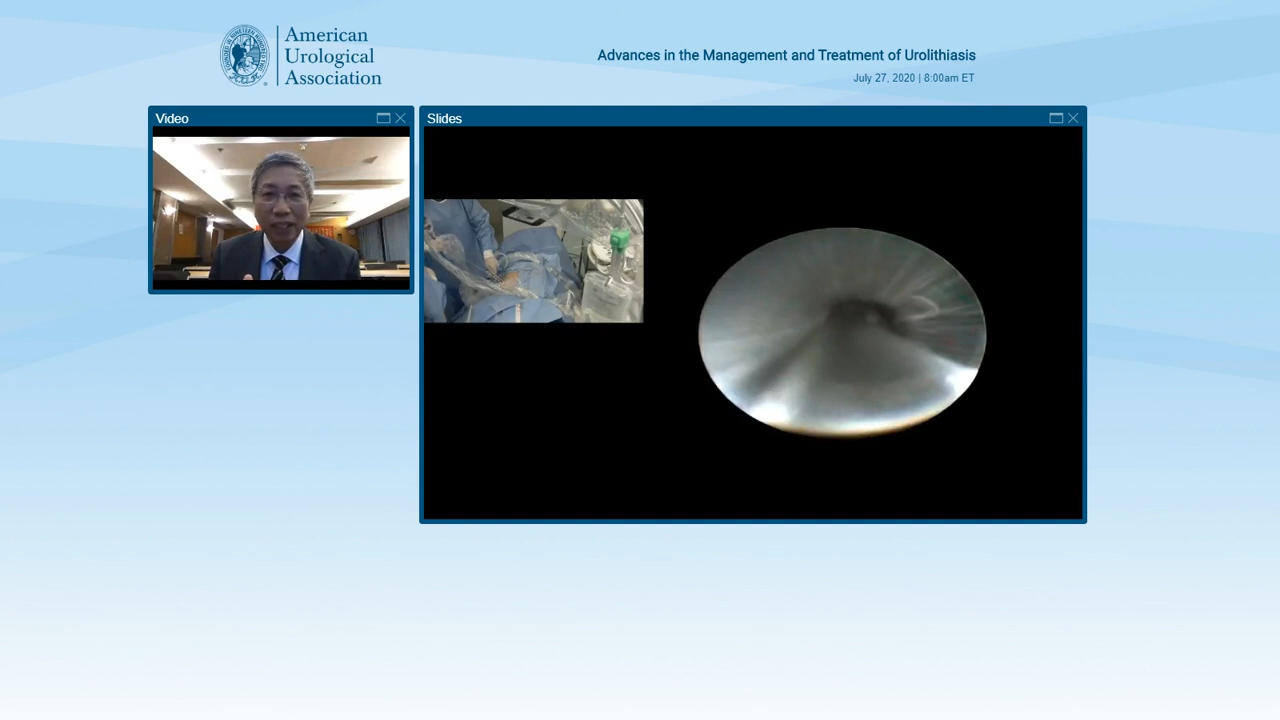 American
Urological
Association
Advances in the Management and Treatment of Urolithiasis
July 27, 2020 | 8:00am ET
Video
Slides